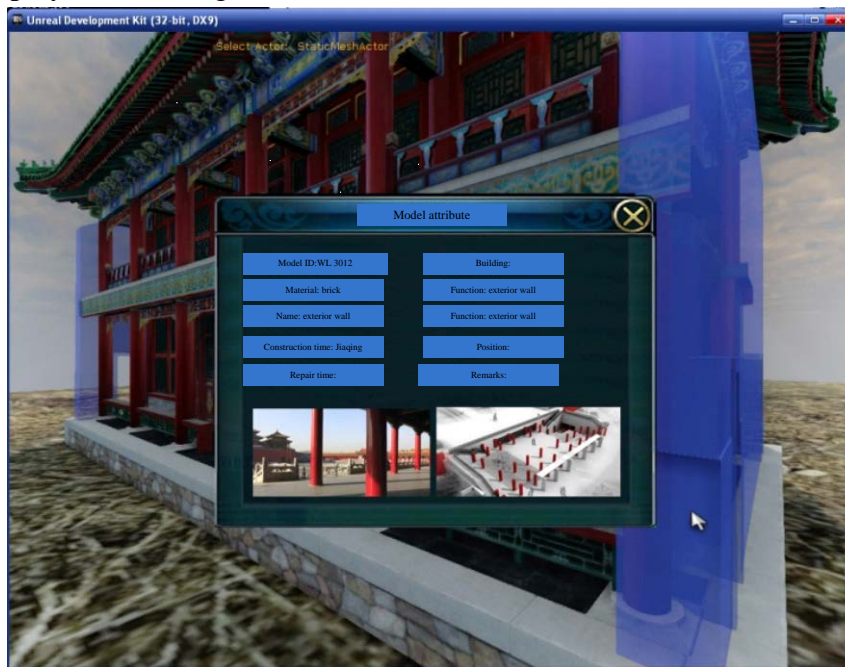 Unreal Development Kit (32-bit, DX9)
Select Actor: StaticMeshActor
Model attribute
Model ID:WL 3012
Building:
Material: brick
Function: exterior wall
Name: exterior wall
Function: exterior wall
Construction time: Jiaqing
Position:
Repair time:
Remarks: